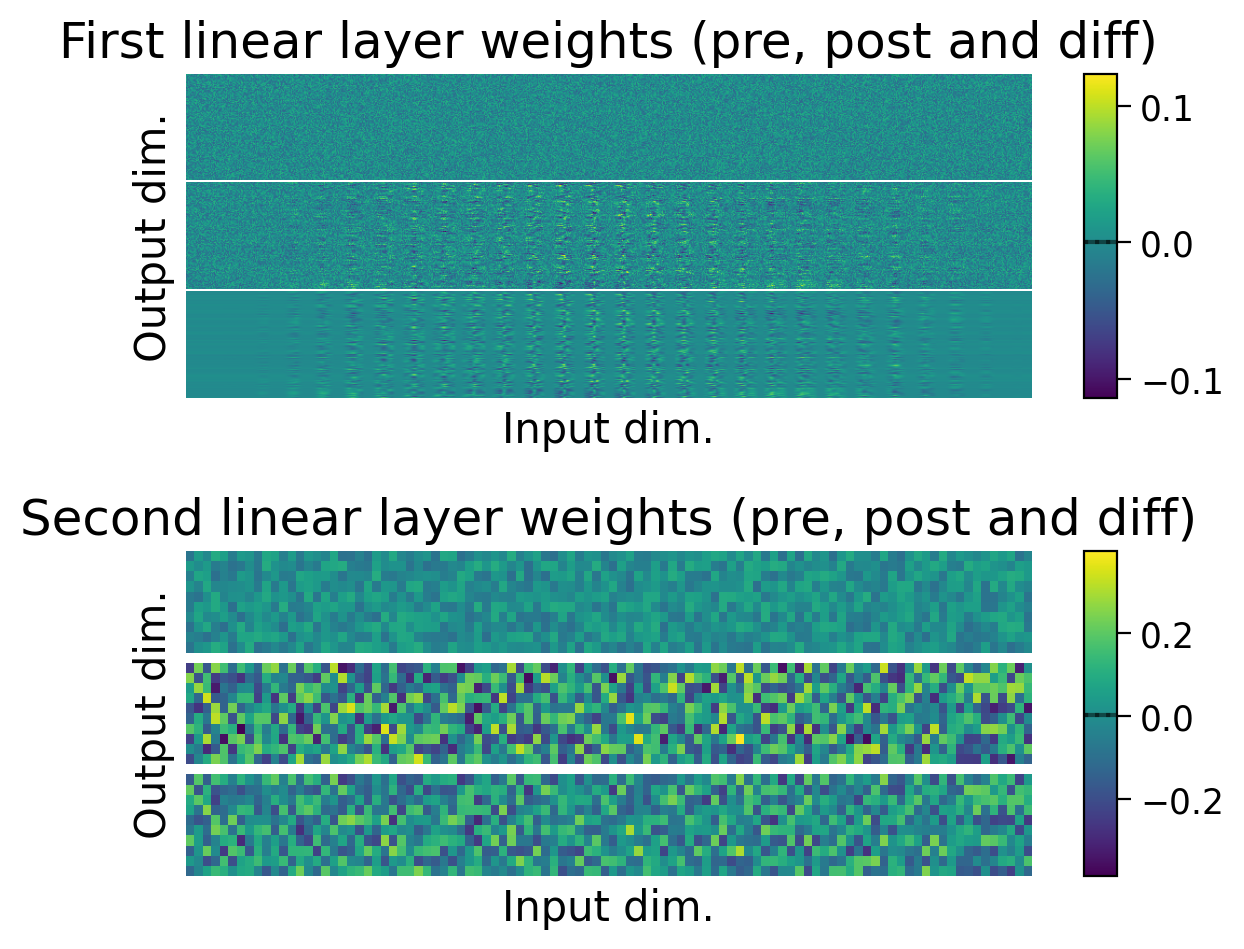 First linear layer weights (pre, post and diff)
Output dim.
0.1
0.0
−0.1
Input dim.
Second linear layer weights (pre, post and diff)
Output dim.
0.2
0.0
−0.2
Input dim.